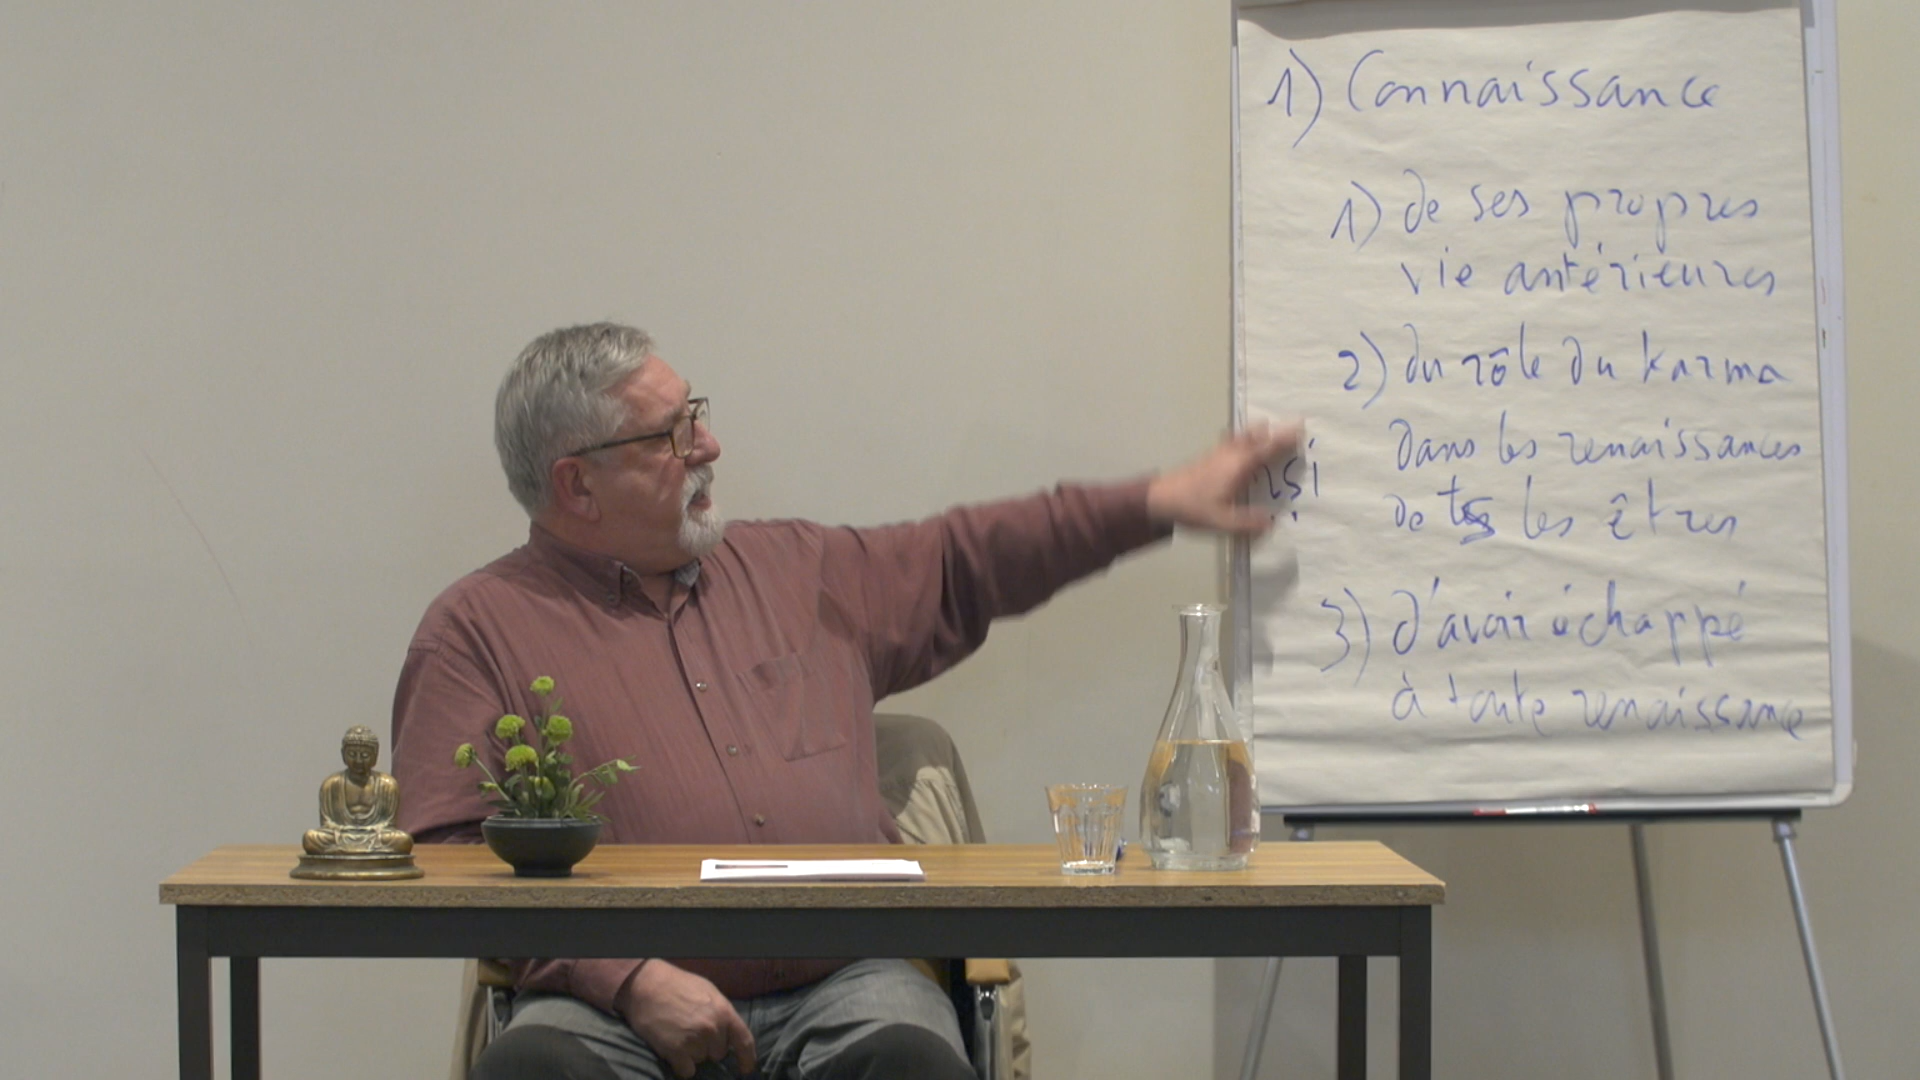 1) Connaissance
1) de ses propres
vie antérieures
2) du rôle du karma
dans les renaissances
de ts les êtres
3) d'avoir échappé
à toute renaissance